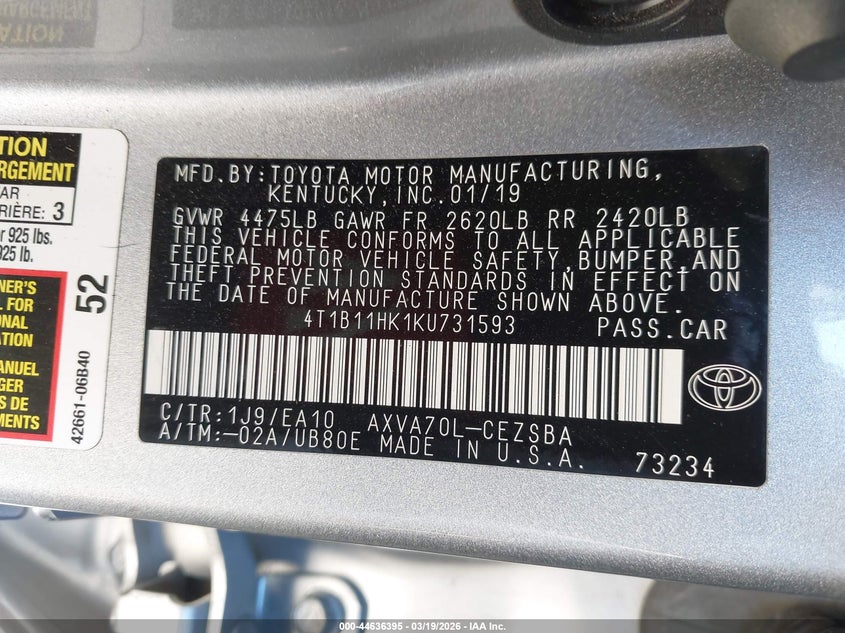 MFD.BY:TOYOTA MOTOR MANUFACTURING,
KENTUCKY,INC.01/19
GVWR 4475LB GAWR FR 2620LB RR 2420LB
THIS VEHICLE CONFORMS TO ALL APPLICABLE
FEDERAL MOTOR VEHICLE SAFETY,BUMPER,AND
THEFT PREVENTION STANDARDS IN EFFECT ON
THE DATE OF MANUFACTURE SHOWN ABOVE.
4T1B11HK1KU731593 PASS.CAR
C/TR:1J9/EA10 AXVA70L-CEZSBA
A/TM:-02A/UB80E MADE IN U.S.A. 73234
TION
RGEMENT
AR
RIÈRE: 3
925 lbs.
925 lb.
NER'S
FOR
ONAL
ATION
ANUEL
GER
S DE
MENTS
52
42661-06B40
000-44636395 - 03/19/2026 - IAA Inc.